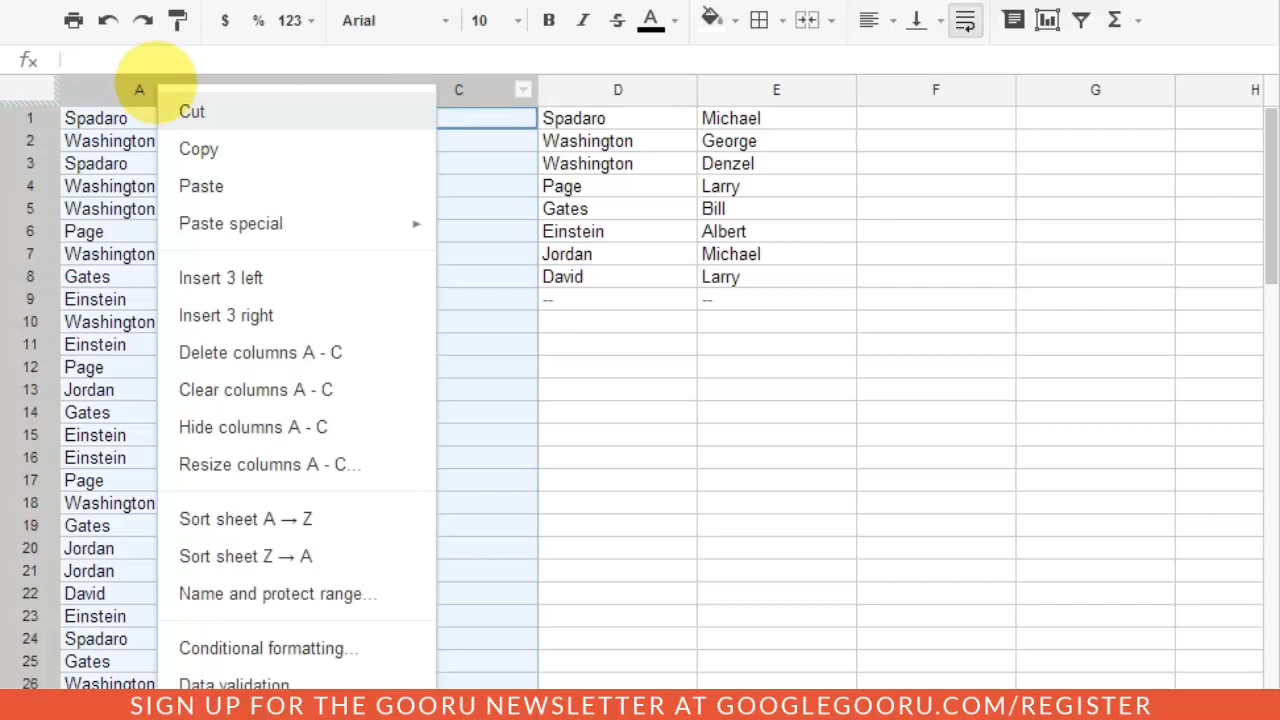 $ % 123 Arial 10 B I S A Σ
fx
A C D E F G H
1 Spadaro Spadaro Michael
2 Washington Washington George
3 Spadaro Washington Denzel
4 Washington Page Larry
5 Washington Gates Bill
6 Page Einstein Albert
7 Washington Jordan Michael
8 Gates David Larry
9 Einstein -- --
10 Washington
11 Einstein
12 Page
13 Jordan
14 Gates
15 Einstein
16 Einstein
17 Page
18 Washington
19 Gates
20 Jordan
21 Jordan
22 David
23 Einstein
24 Spadaro
25 Gates
26 Washington
Cut
Copy
Paste
Paste special
Insert 3 left
Insert 3 right
Delete columns A - C
Clear columns A - C
Hide columns A - C
Resize columns A - C...
Sort sheet A → Z
Sort sheet Z → A
Name and protect range...
Conditional formatting...
Data validation
SIGN UP FOR THE GOORU NEWSLETTER AT GOOGLEGOORU.COM/REGISTER